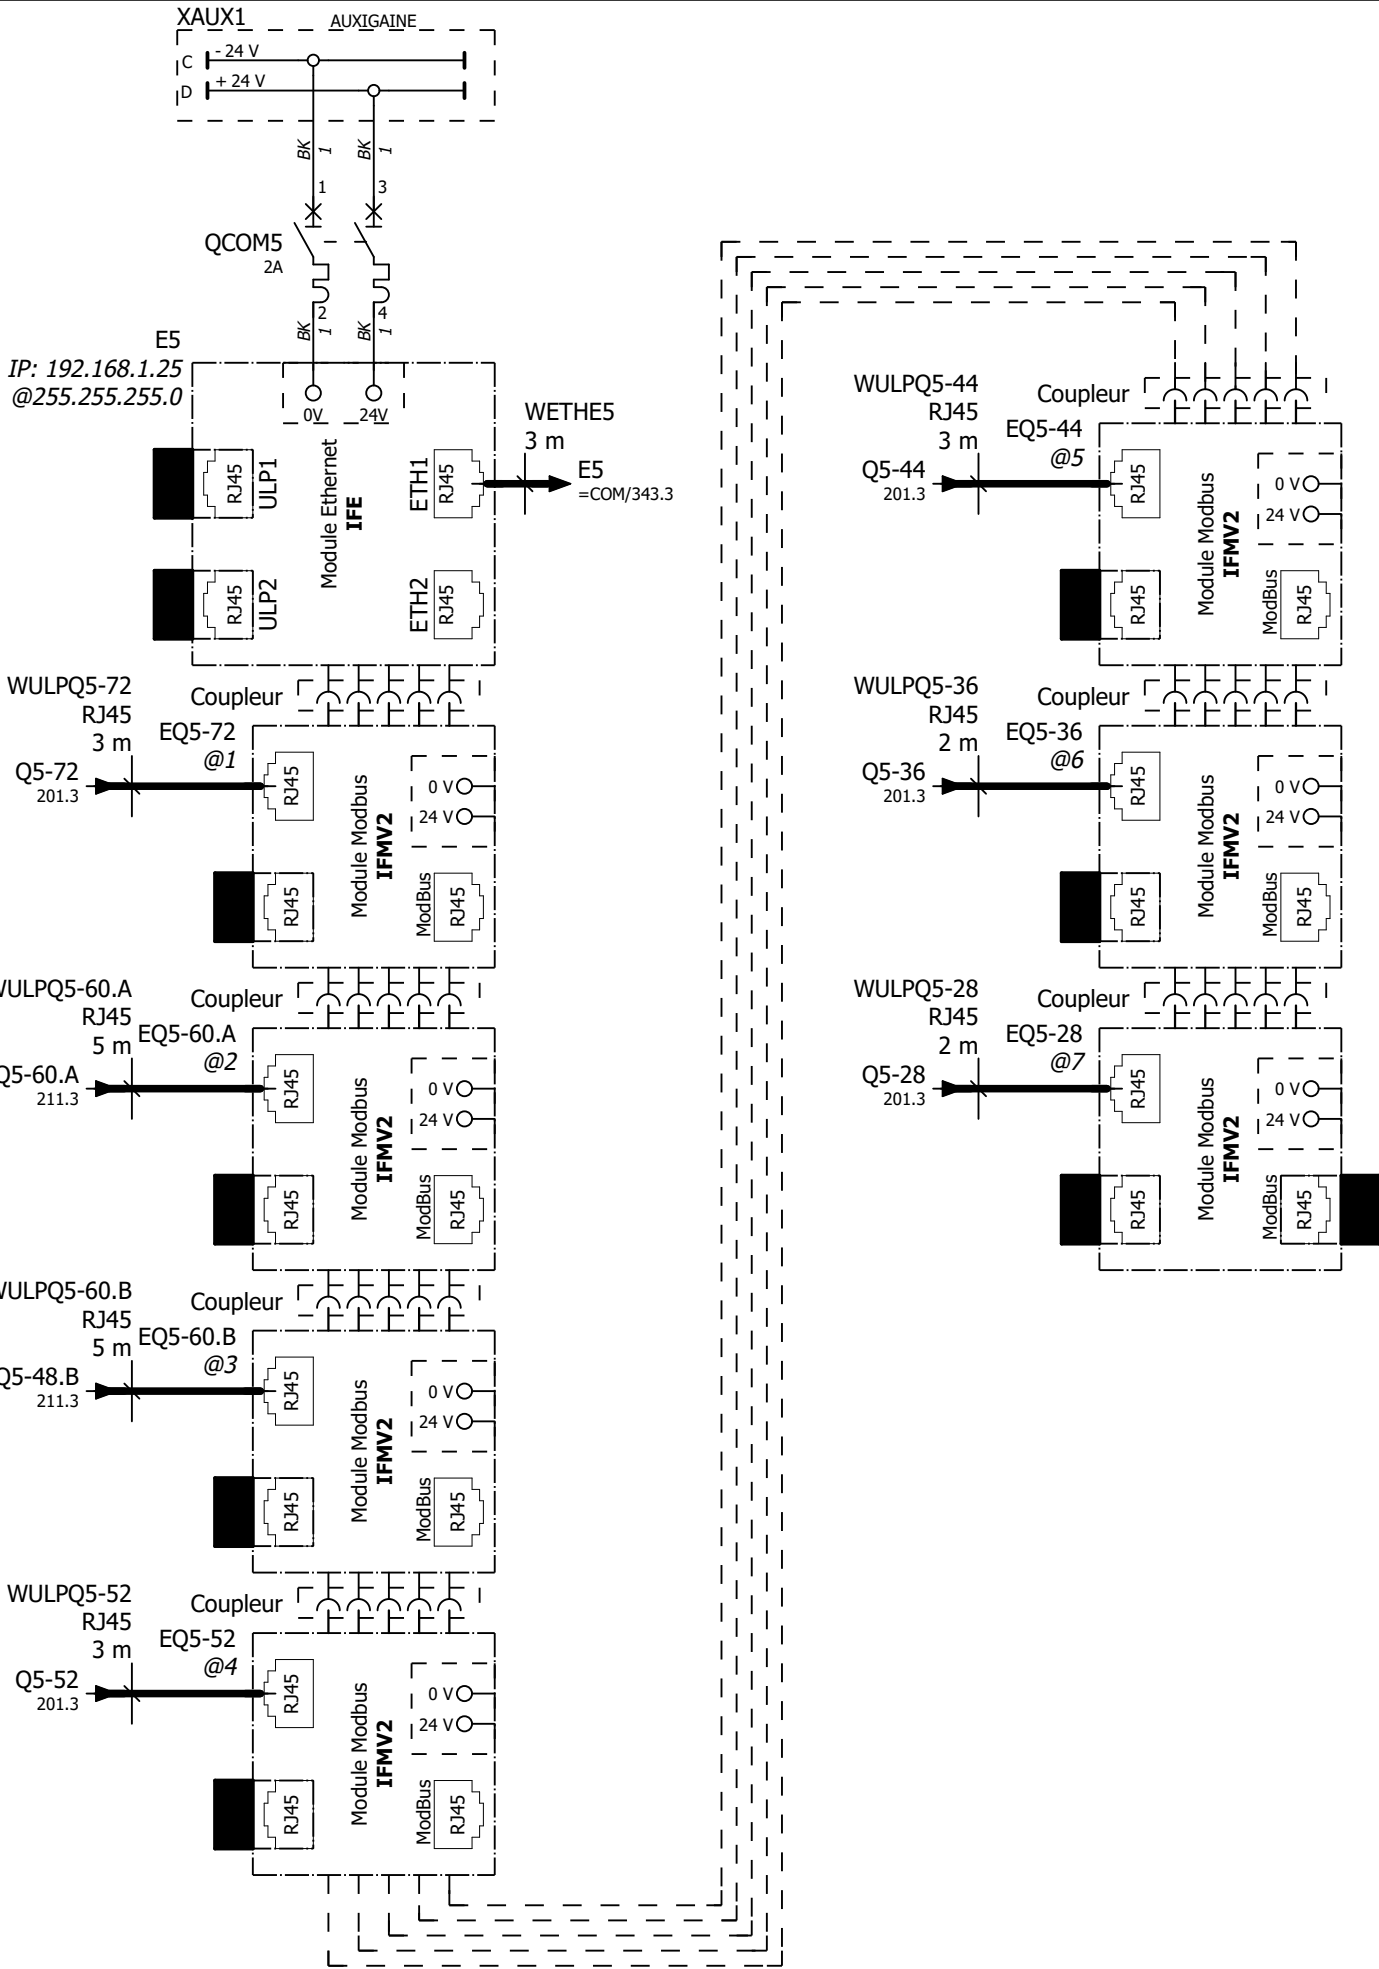 XAUX1
AUXIGAINE
C
- 24 V
D
+ 24 V
BK
1
BK
1
1
3
QCOM5
2A
2
4
BK
1
BK
1
E5
IP: 192.168.1.25
@255.255.255.0
0V
24V
Module Ethernet
IFE
RJ45
ULP1
RJ45
ULP2
ETH1
RJ45
ETH2
RJ45
WETHE5
3 m
E5
=COM/343.3
WULPQ5-72
RJ45
3 m
Coupleur
EQ5-72
@1
Q5-72
201.3
RJ45
RJ45
Module Modbus
IFMV2
0 V
24 V
ModBus
RJ45
WULPQ5-60.A
RJ45
5 m
Coupleur
EQ5-60.A
@2
Q5-60.A
211.3
RJ45
RJ45
Module Modbus
IFMV2
0 V
24 V
ModBus
RJ45
WULPQ5-60.B
RJ45
5 m
Coupleur
EQ5-60.B
@3
Q5-48.B
211.3
RJ45
RJ45
Module Modbus
IFMV2
0 V
24 V
ModBus
RJ45
WULPQ5-52
RJ45
3 m
Coupleur
EQ5-52
@4
Q5-52
201.3
RJ45
RJ45
Module Modbus
IFMV2
0 V
24 V
ModBus
RJ45
WULPQ5-44
RJ45
3 m
Coupleur
EQ5-44
@5
Q5-44
201.3
RJ45
RJ45
Module Modbus
IFMV2
0 V
24 V
ModBus
RJ45
WULPQ5-36
RJ45
2 m
Coupleur
EQ5-36
@6
Q5-36
201.3
RJ45
RJ45
Module Modbus
IFMV2
0 V
24 V
ModBus
RJ45
WULPQ5-28
RJ45
2 m
Coupleur
EQ5-28
@7
Q5-28
201.3
RJ45
RJ45
Module Modbus
IFMV2
0 V
24 V
ModBus
RJ45